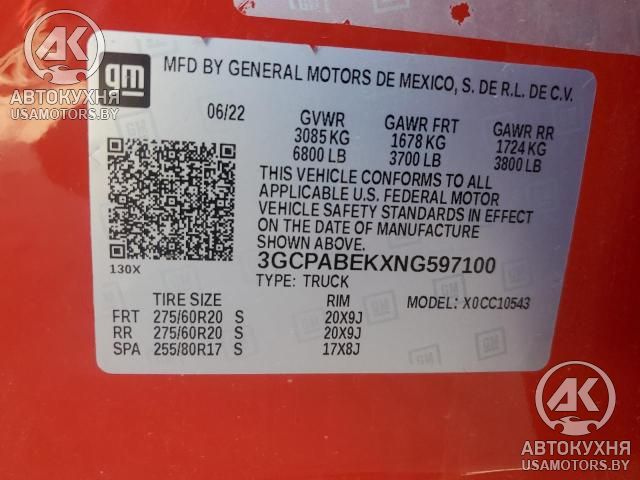 gm
MFD BY GENERAL MOTORS DE MEXICO, S. DE R.L. DE C.V.
06/22 GVWR GAWR FRT GAWR RR
3085 KG 1678 KG 1724 KG
6800 LB 3700 LB 3800 LB
THIS VEHICLE CONFORMS TO ALL
APPLICABLE U.S. FEDERAL MOTOR
VEHICLE SAFETY STANDARDS IN EFFECT
ON THE DATE OF MANUFACTURE
SHOWN ABOVE.
130X
3GCPABEKXNG597100
TYPE: TRUCK
TIRE SIZE RIM MODEL: X0CC10543
FRT 275/60R20 S 20X9J
RR 275/60R20 S 20X9J
SPA 255/80R17 S 17X8J
АК
АВТОКУХНЯ
USAMOTORS.BY
АК
АВТОКУХНЯ
USAMOTORS.BY